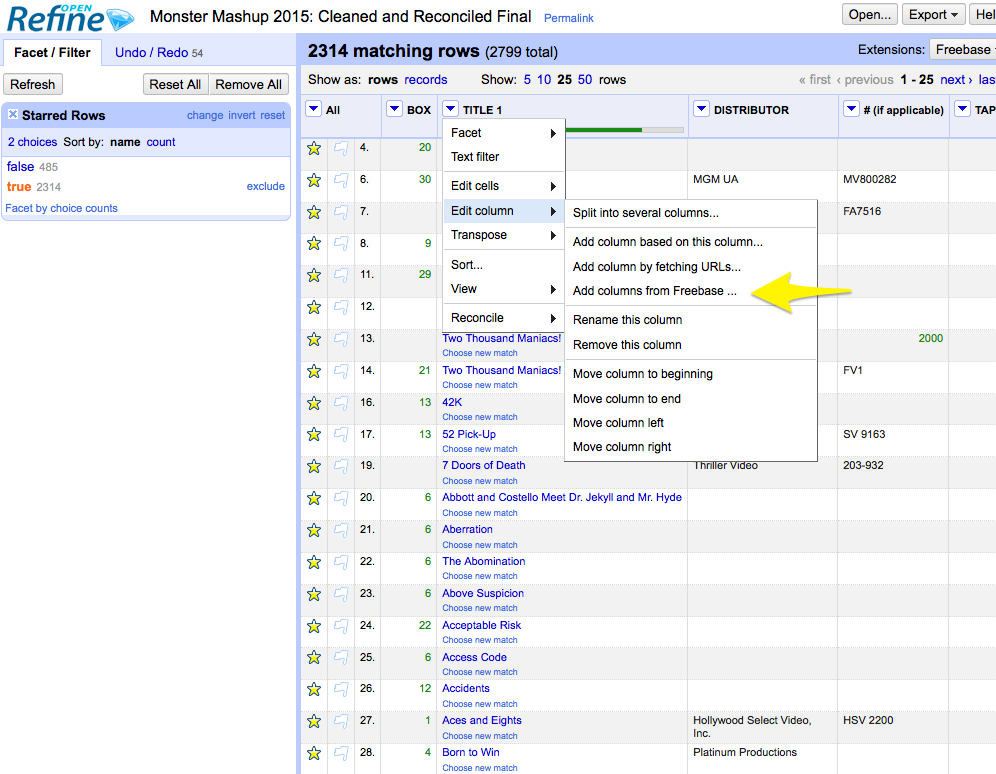 OPEN
Refine
Monster Mashup 2015: Cleaned and Reconciled Final Permalink
Open... Export Hel
Facet / Filter Undo / Redo 54
2314 matching rows (2799 total)
Extensions: Freebase
Refresh Reset All Remove All
Show as: rows records Show: 5 10 25 50 rows
« first ‹ previous 1 - 25 next › las
Starred Rows change invert reset
2 choices Sort by: name count
false 485
true 2314 exclude
Facet by choice counts
All BOX TITLE 1 DISTRIBUTOR # (if applicable) TAP
Facet
Text filter
Edit cells
Edit column
Transpose
Sort...
View
Reconcile
Split into several columns...
Add column based on this column...
Add column by fetching URLs...
Add columns from Freebase ...
Rename this column
Remove this column
Move column to beginning
Move column to end
Move column left
Move column right
4. 20
6. 30 MGM UA MV800282
7. FA7516
8. 9
11. 29
12.
13. Two Thousand Maniacs! 2000
Choose new match
14. 21 Two Thousand Maniacs! FV1
Choose new match
16. 13 42K
Choose new match
17. 13 52 Pick-Up SV 9163
Choose new match
19. 7 Doors of Death Thriller Video 203-932
Choose new match
20. 6 Abbott and Costello Meet Dr. Jekyll and Mr. Hyde
Choose new match
21. 6 Aberration
Choose new match
22. 6 The Abomination
Choose new match
23. 6 Above Suspicion
Choose new match
24. 22 Acceptable Risk
Choose new match
25. 6 Access Code
Choose new match
26. 12 Accidents
Choose new match
27. 1 Aces and Eights Hollywood Select Video, HSV 2200
Choose new match Inc.
28. 4 Born to Win Platinum Productions
Choose new match